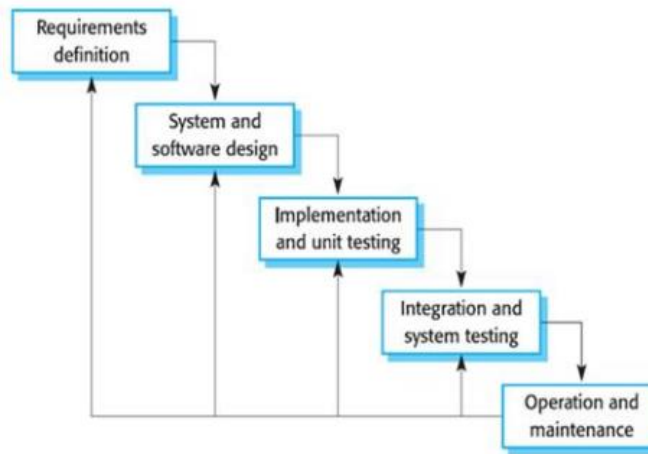 Requirements
definition
System and
software design
Implementation
and unit testing
Integration and
system testing
Operation and
maintenance